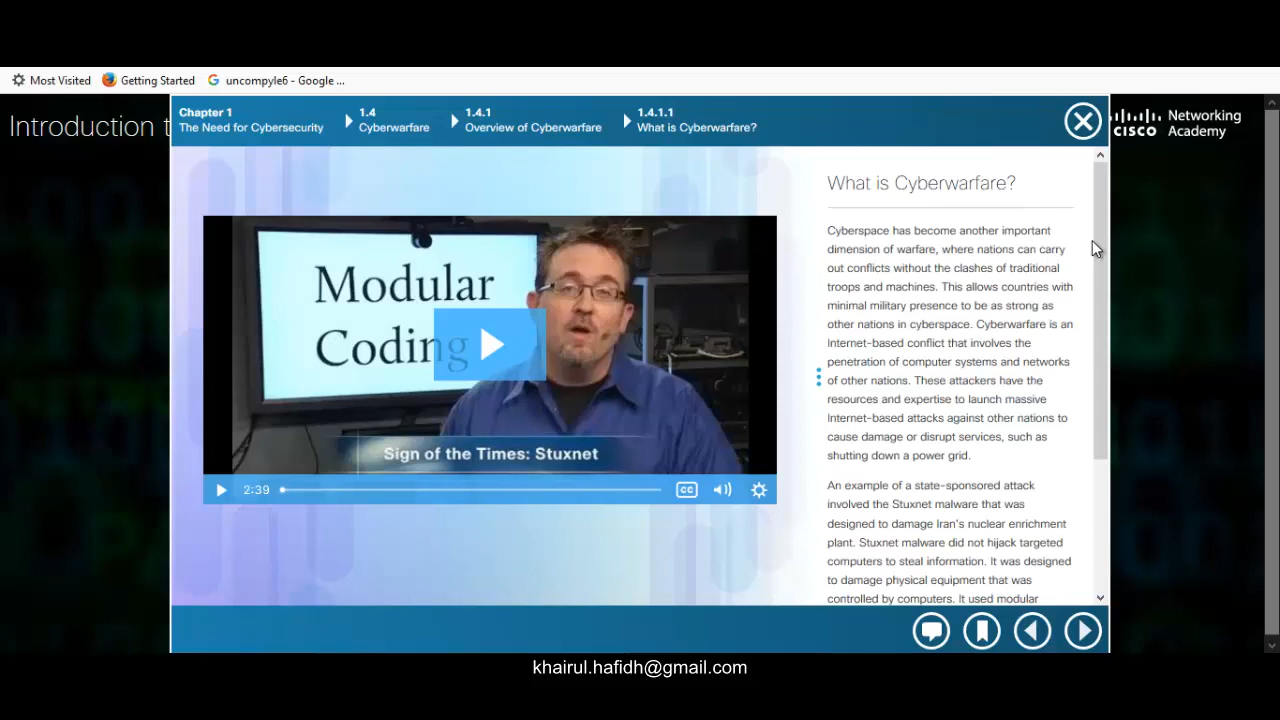 Most Visited Getting Started uncompyle6 - Google ...
Introduction t
Chapter 1
The Need for Cybersecurity
1.4
Cyberwarfare
1.4.1
Overview of Cyberwarfare
1.4.1.1
What is Cyberwarfare?
CISCO
Networking
Academy
Modular
Coding
Sign of the Times: Stuxnet
2:39
CC
What is Cyberwarfare?
Cyberspace has become another important
dimension of warfare, where nations can carry
out conflicts without the clashes of traditional
troops and machines. This allows countries with
minimal military presence to be as strong as
other nations in cyberspace. Cyberwarfare is an
Internet-based conflict that involves the
penetration of computer systems and networks
of other nations. These attackers have the
resources and expertise to launch massive
Internet-based attacks against other nations to
cause damage or disrupt services, such as
shutting down a power grid.
An example of a state-sponsored attack
involved the Stuxnet malware that was
designed to damage Iran's nuclear enrichment
plant. Stuxnet malware did not hijack targeted
computers to steal information. It was designed
to damage physical equipment that was
controlled by computers. It used modular
khairul.hafidh@gmail.com